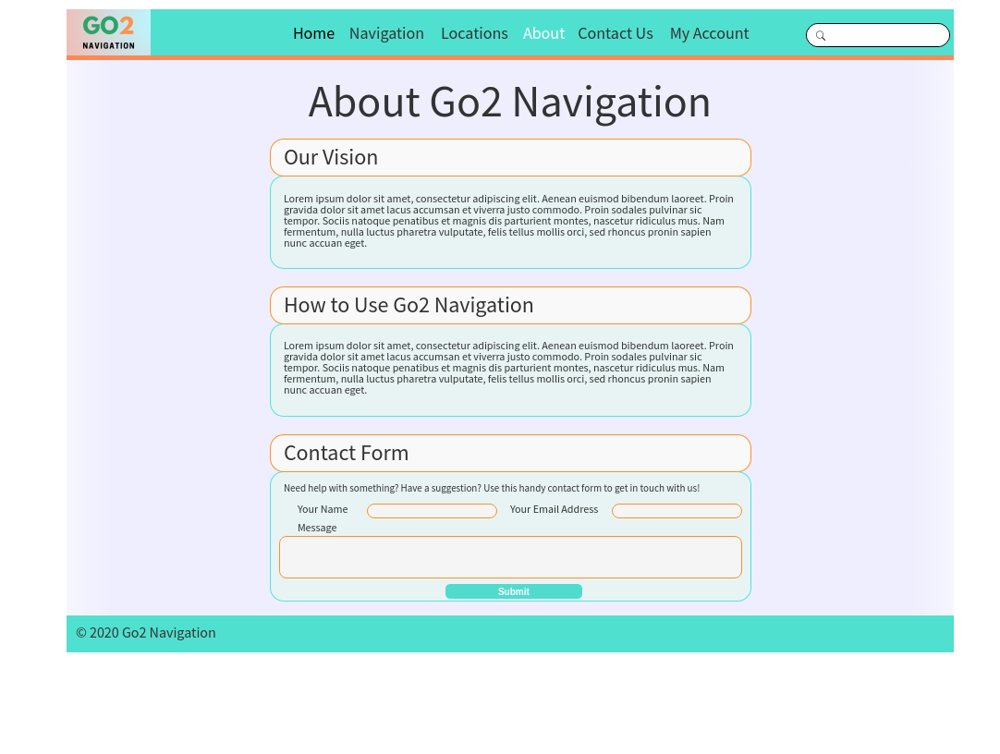 GO2
NAVIGATION
Home Navigation Locations About Contact Us My Account
About Go2 Navigation
Our Vision
Lorem ipsum dolor sit amet, consectetur adipiscing elit. Aenean euismod bibendum laoreet. Proin
gravida dolor sit amet lacus accumsan et viverra justo commodo. Proin sodales pulvinar sic
tempor. Sociis natoque penatibus et magnis dis parturient montes, nascetur ridiculus mus. Nam
fermentum, nulla luctus pharetra vulputate, felis tellus mollis orci, sed rhoncus pronin sapien
nunc accuan eget.
How to Use Go2 Navigation
Lorem ipsum dolor sit amet, consectetur adipiscing elit. Aenean euismod bibendum laoreet. Proin
gravida dolor sit amet lacus accumsan et viverra justo commodo. Proin sodales pulvinar sic
tempor. Sociis natoque penatibus et magnis dis parturient montes, nascetur ridiculus mus. Nam
fermentum, nulla luctus pharetra vulputate, felis tellus mollis orci, sed rhoncus pronin sapien
nunc accuan eget.
Contact Form
Need help with something? Have a suggestion? Use this handy contact form to get in touch with us!
Your Name Your Email Address
Message
Submit
© 2020 Go2 Navigation